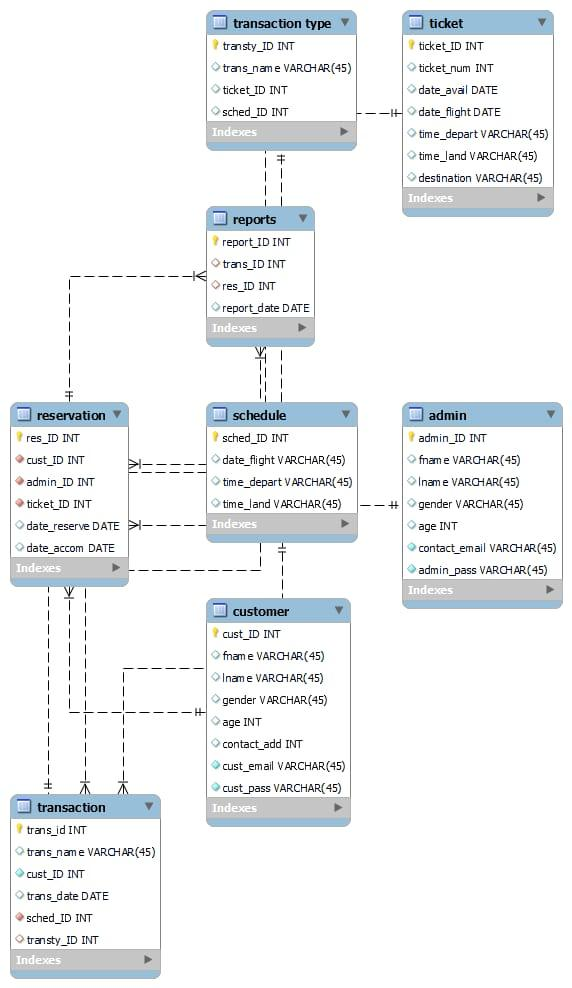 transaction type
transty_ID INT
trans_name VARCHAR(45)
ticket_ID INT
sched_ID INT
Indexes
ticket
ticket_ID INT
ticket_num INT
date_avail DATE
date_flight DATE
time_depart VARCHAR(45)
time_land VARCHAR(45)
destination VARCHAR(45)
Indexes
reports
report_ID INT
trans_ID INT
res_ID INT
report_date DATE
Indexes
reservation
res_ID INT
cust_ID INT
admin_ID INT
ticket_ID INT
date_reserve DATE
date_accom DATE
Indexes
schedule
sched_ID INT
date_flight VARCHAR(45)
time_depart VARCHAR(45)
time_land VARCHAR(45)
Indexes
admin
admin_ID INT
fname VARCHAR(45)
lname VARCHAR(45)
gender VARCHAR(45)
age INT
contact_email VARCHAR(45)
admin_pass VARCHAR(45)
Indexes
customer
cust_ID INT
fname VARCHAR(45)
lname VARCHAR(45)
gender VARCHAR(45)
age INT
contact_add INT
cust_email VARCHAR(45)
cust_pass VARCHAR(45)
Indexes
transaction
trans_id INT
trans_name VARCHAR(45)
cust_ID INT
trans_date DATE
sched_ID INT
transty_ID INT
Indexes